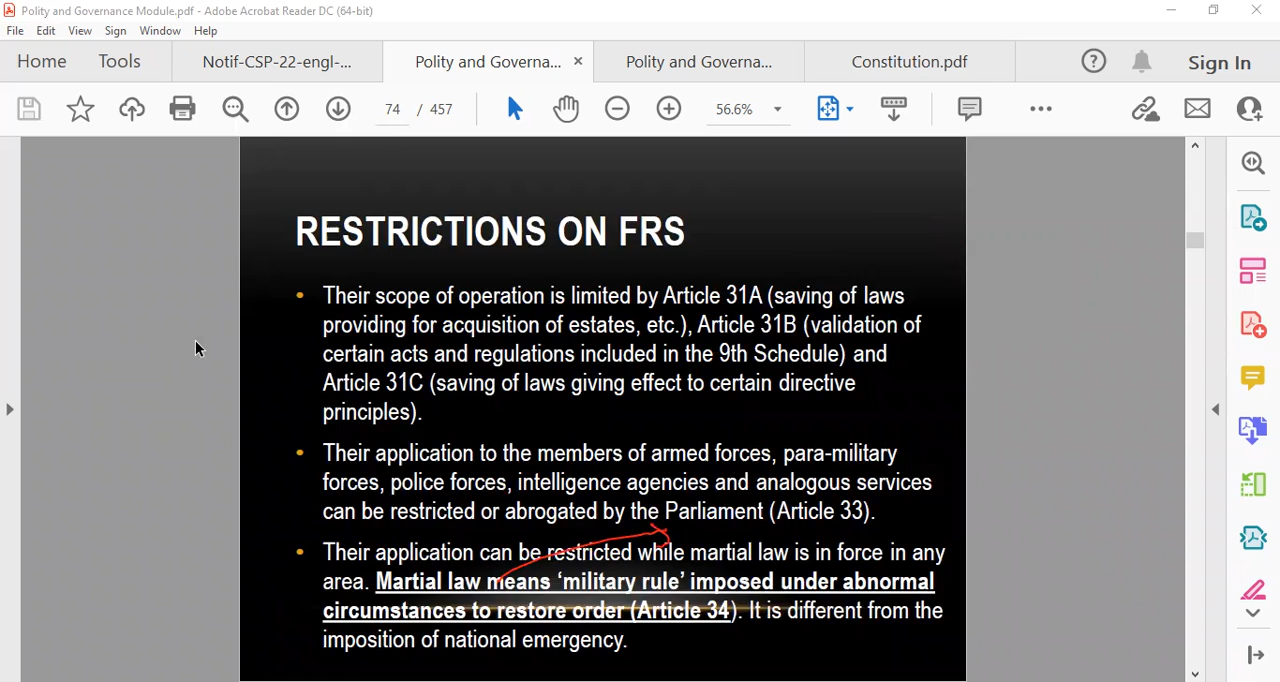 Polity and Governance Module.pdf - Adobe Acrobat Reader DC (64-bit)
File Edit View Sign Window Help
Home Tools Notif-CSP-22-engl-... Polity and Governa... × Polity and Governa... Constitution.pdf Sign In
74 / 457 56.6%
RESTRICTIONS ON FRS
• Their scope of operation is limited by Article 31A (saving of laws
providing for acquisition of estates, etc.), Article 31B (validation of
certain acts and regulations included in the 9th Schedule) and
Article 31C (saving of laws giving effect to certain directive
principles).
• Their application to the members of armed forces, para-military
forces, police forces, intelligence agencies and analogous services
can be restricted or abrogated by the Parliament (Article 33).
• Their application can be restricted while martial law is in force in any
area. Martial law means ‘military rule’ imposed under abnormal
circumstances to restore order (Article 34). It is different from the
imposition of national emergency.